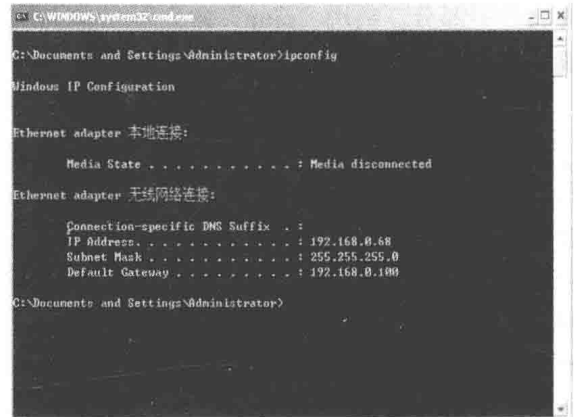 C:\WINDOWS\system32\cmd.exe
C:\Documents and Settings\Administrator>ipconfig
Windows IP Configuration
Ethernet adapter 本地连接:
Media State . . . . . . . . . . . : Media disconnected
Ethernet adapter 无线网络连接:
Connection-specific DNS Suffix . :
IP Address. . . . . . . . . . . . : 192.168.0.68
Subnet Mask . . . . . . . . . . . : 255.255.255.0
Default Gateway . . . . . . . . . : 192.168.0.100
C:\Documents and Settings\Administrator>